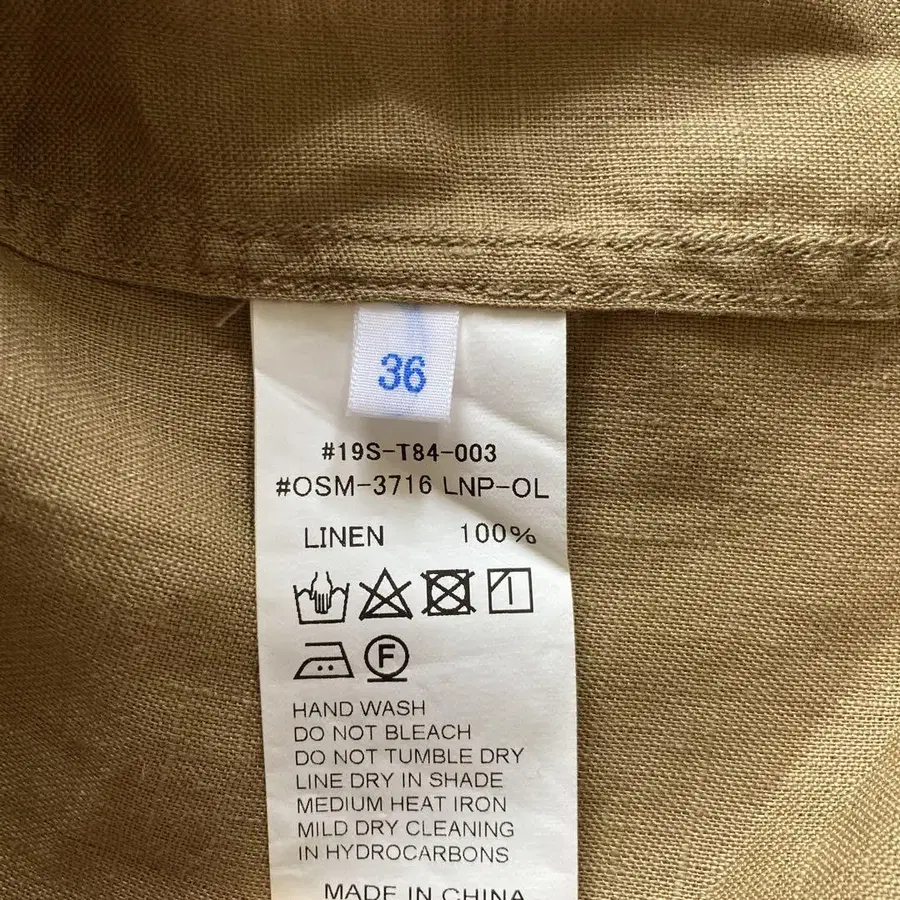 36
#19S-T84-003
#OSM-3716 LNP-OL
LINEN 100%
F
HAND WASH
DO NOT BLEACH
DO NOT TUMBLE DRY
LINE DRY IN SHADE
MEDIUM HEAT IRON
MILD DRY CLEANING
IN HYDROCARBONS
MADE IN CHINA